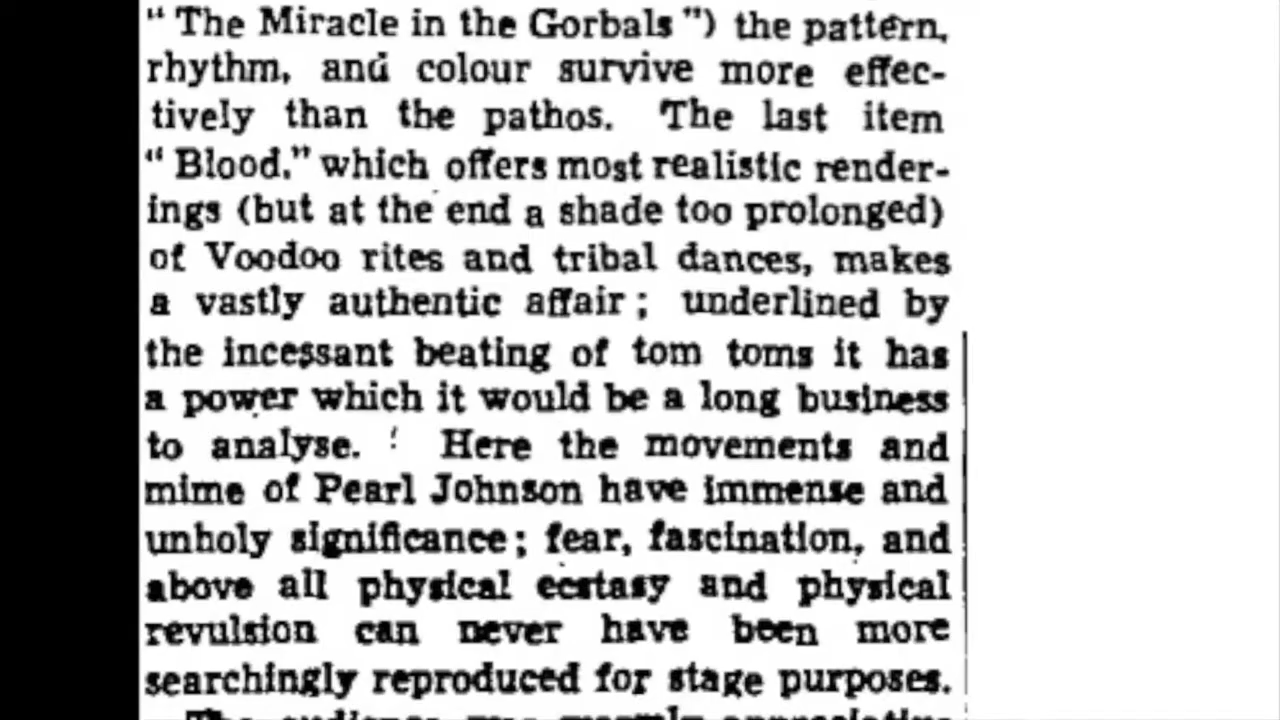 “ The Miracle in the Gorbals ”) the pattern,
rhythm, and colour survive more effec-
tively than the pathos. The last item
“ Blood,” which offers most realistic render-
ings (but at the end a shade too prolonged)
of Voodoo rites and tribal dances, makes
a vastly authentic affair ; underlined by
the incessant beating of tom toms it has
a power which it would be a long business
to analyse. ! Here the movements and
mime of Pearl Johnson have immense and
unholy significance ; fear, fascination, and
above all physical ecstasy and physical
revulsion can never have been more
searchingly reproduced for stage purposes.
The audience was warmly appreciative